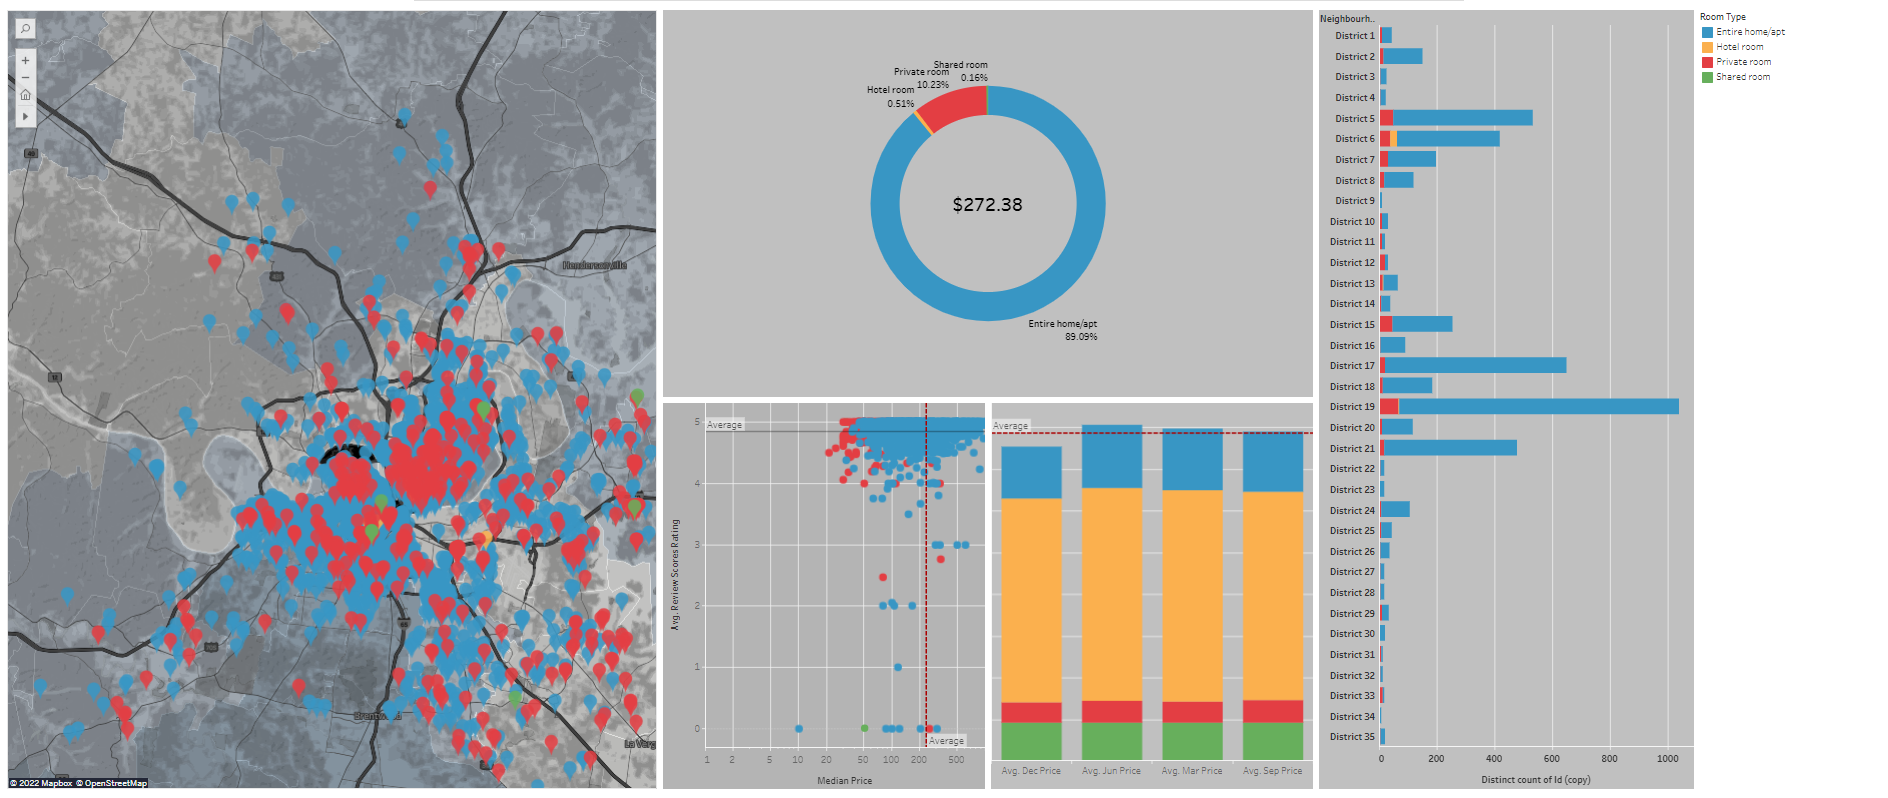 Hendersonville
Brentwood
© 2022 Mapbox © OpenStreetMap
Shared room
0.16%
Private room
10.23%
Hotel room
0.51%
$272.38
Entire home/apt
89.09%
Avg. Review Scores Rating
5
4
3
2
1
0
Average
Average
1 2 5 10 20 50 100 200 500
Median Price
Average
Avg. Dec Price Avg. Jun Price Avg. Mar Price Avg. Sep Price
Neighbourh..
District 1
District 2
District 3
District 4
District 5
District 6
District 7
District 8
District 9
District 10
District 11
District 12
District 13
District 14
District 15
District 16
District 17
District 18
District 19
District 20
District 21
District 22
District 23
District 24
District 25
District 26
District 27
District 28
District 29
District 30
District 31
District 32
District 33
District 34
District 35
0 200 400 600 800 1000
Distinct count of Id (copy)
Room Type
Entire home/apt
Hotel room
Private room
Shared room